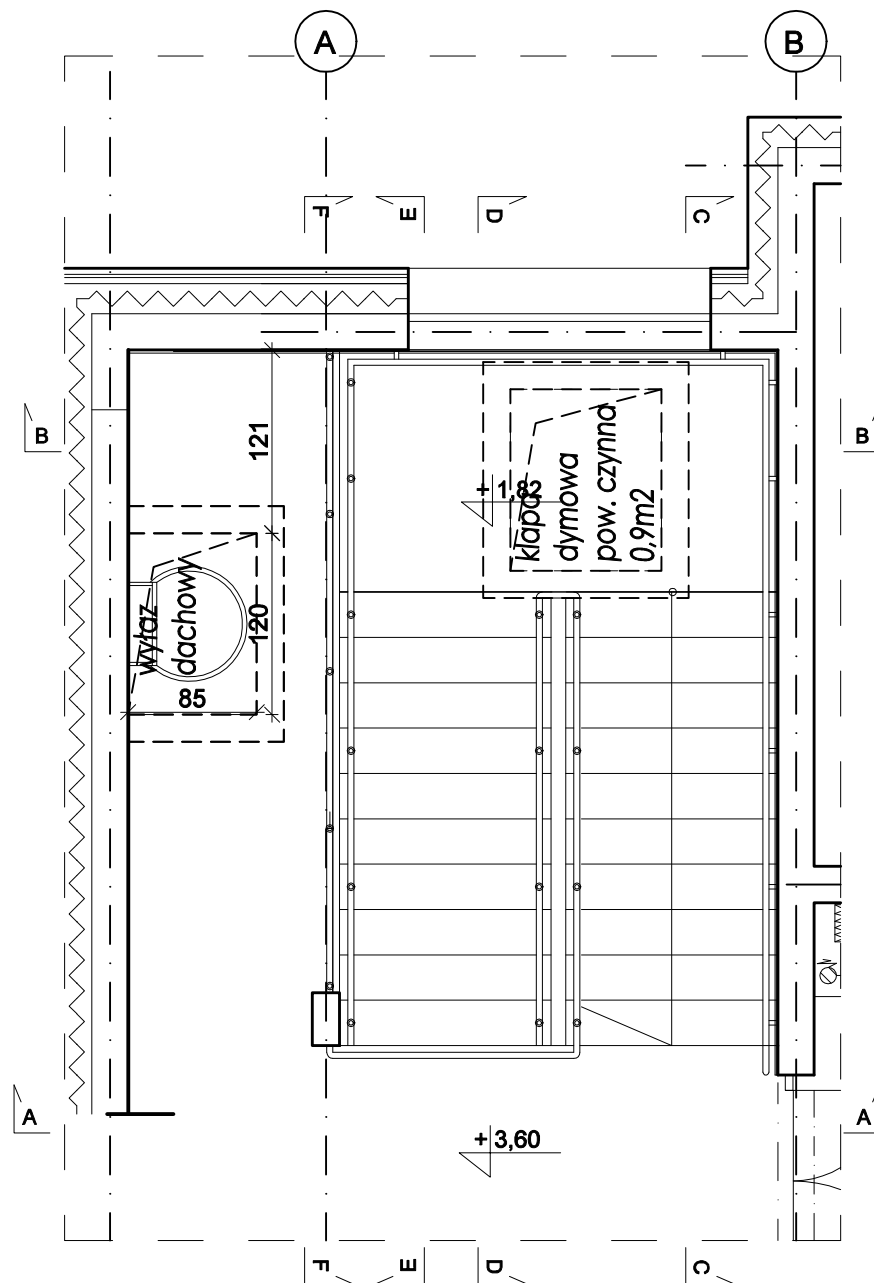 A
B
F
E
D
C
B
B
121
+ 1,82
klapa
dymowa
pow. czynna
0,9m2
wyłaz
dachowy
120
85
A
A
+ 3,60
F
E
D
C